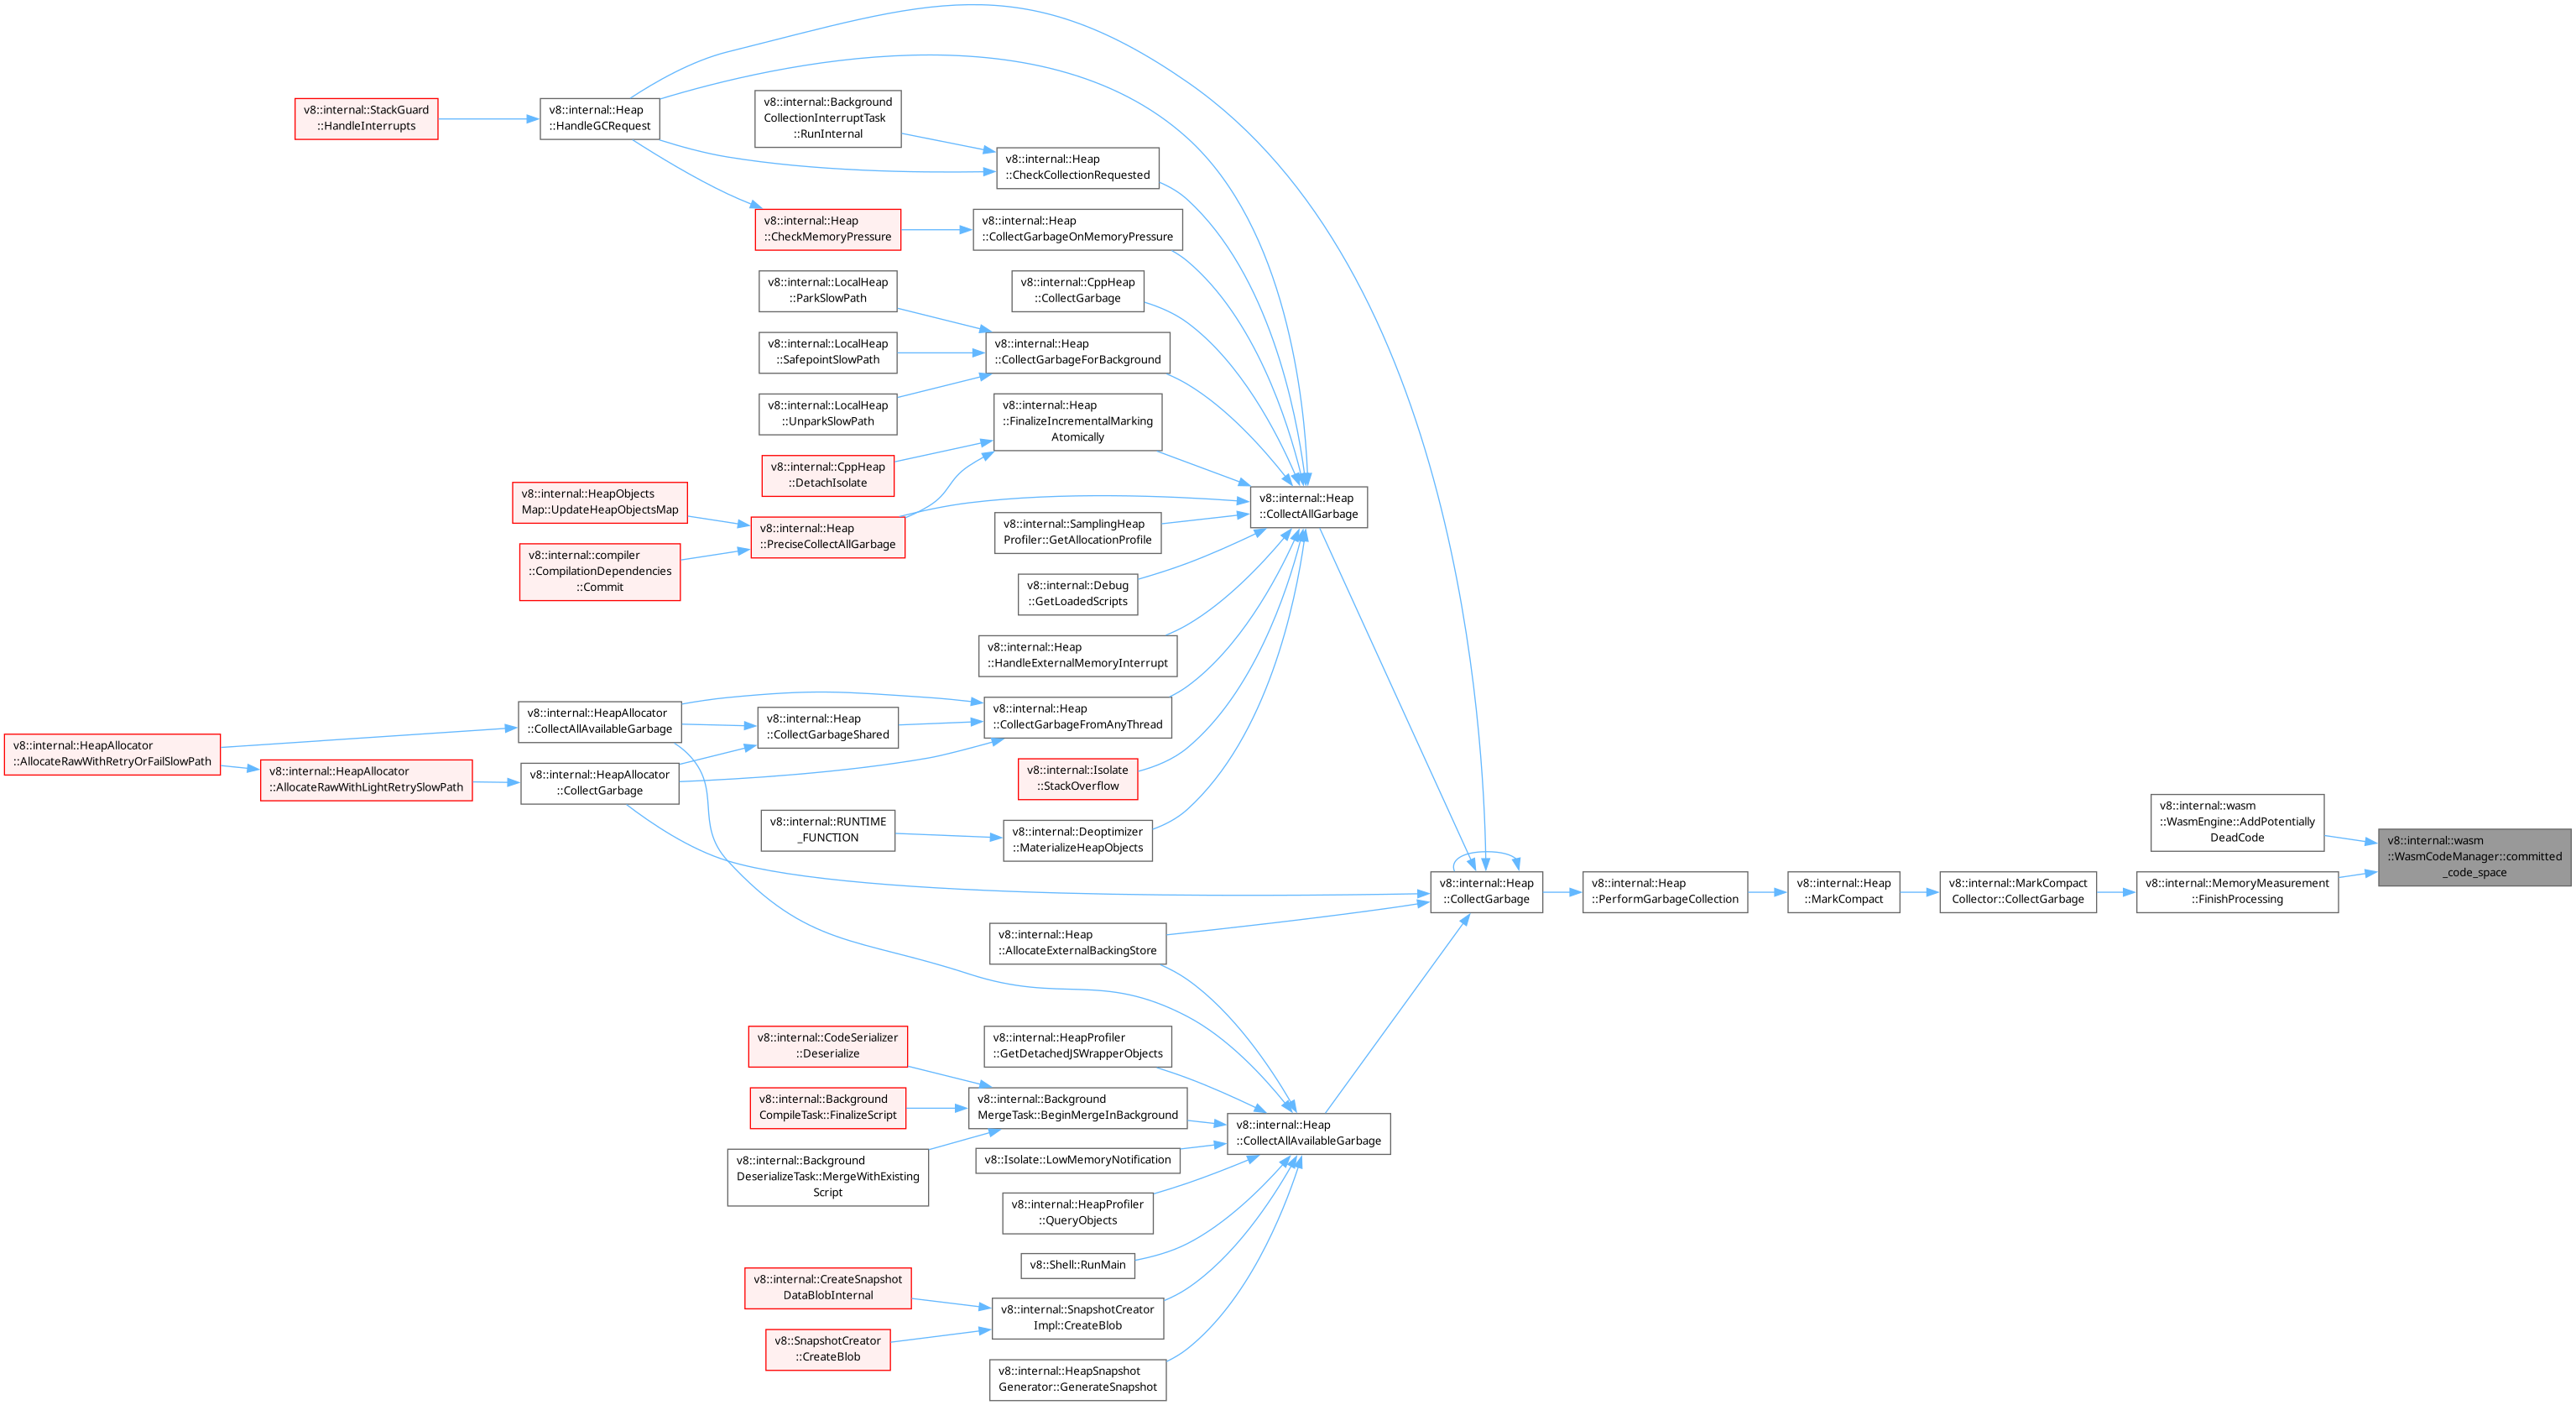 v8::internal::StackGuard
::HandleInterrupts
v8::internal::Heap
::HandleGCRequest
v8::internal::Background
CollectionInterruptTask
::RunInternal
v8::internal::Heap
::CheckCollectionRequested
v8::internal::Heap
::CheckMemoryPressure
v8::internal::Heap
::CollectGarbageOnMemoryPressure
v8::internal::LocalHeap
::ParkSlowPath
v8::internal::CppHeap
::CollectGarbage
v8::internal::LocalHeap
::SafepointSlowPath
v8::internal::Heap
::CollectGarbageForBackground
v8::internal::LocalHeap
::UnparkSlowPath
v8::internal::Heap
::FinalizeIncrementalMarking
Atomically
v8::internal::CppHeap
::DetachIsolate
v8::internal::HeapObjects
Map::UpdateHeapObjectsMap
v8::internal::Heap
::PreciseCollectAllGarbage
v8::internal::compiler
::CompilationDependencies
::Commit
v8::internal::Heap
::CollectAllGarbage
v8::internal::SamplingHeap
Profiler::GetAllocationProfile
v8::internal::Debug
::GetLoadedScripts
v8::internal::Heap
::HandleExternalMemoryInterrupt
v8::internal::HeapAllocator
::CollectAllAvailableGarbage
v8::internal::Heap
::CollectGarbageShared
v8::internal::Heap
::CollectGarbageFromAnyThread
v8::internal::HeapAllocator
::AllocateRawWithRetryOrFailSlowPath
v8::internal::HeapAllocator
::AllocateRawWithLightRetrySlowPath
v8::internal::HeapAllocator
::CollectGarbage
v8::internal::Isolate
::StackOverflow
v8::internal::RUNTIME
_FUNCTION
v8::internal::Deoptimizer
::MaterializeHeapObjects
v8::internal::wasm
::WasmEngine::AddPotentially
DeadCode
v8::internal::wasm
::WasmCodeManager::committed
_code_space
v8::internal::Heap
::CollectGarbage
v8::internal::Heap
::PerformGarbageCollection
v8::internal::Heap
::MarkCompact
v8::internal::MarkCompact
Collector::CollectGarbage
v8::internal::MemoryMeasurement
::FinishProcessing
v8::internal::Heap
::AllocateExternalBackingStore
v8::internal::CodeSerializer
::Deserialize
v8::internal::HeapProfiler
::GetDetachedJSWrapperObjects
v8::internal::Background
CompileTask::FinalizeScript
v8::internal::Background
MergeTask::BeginMergeInBackground
v8::internal::Heap
::CollectAllAvailableGarbage
v8::internal::Background
DeserializeTask::MergeWithExisting
Script
v8::Isolate::LowMemoryNotification
v8::internal::HeapProfiler
::QueryObjects
v8::Shell::RunMain
v8::internal::CreateSnapshot
DataBlobInternal
v8::internal::SnapshotCreator
Impl::CreateBlob
v8::SnapshotCreator
::CreateBlob
v8::internal::HeapSnapshot
Generator::GenerateSnapshot